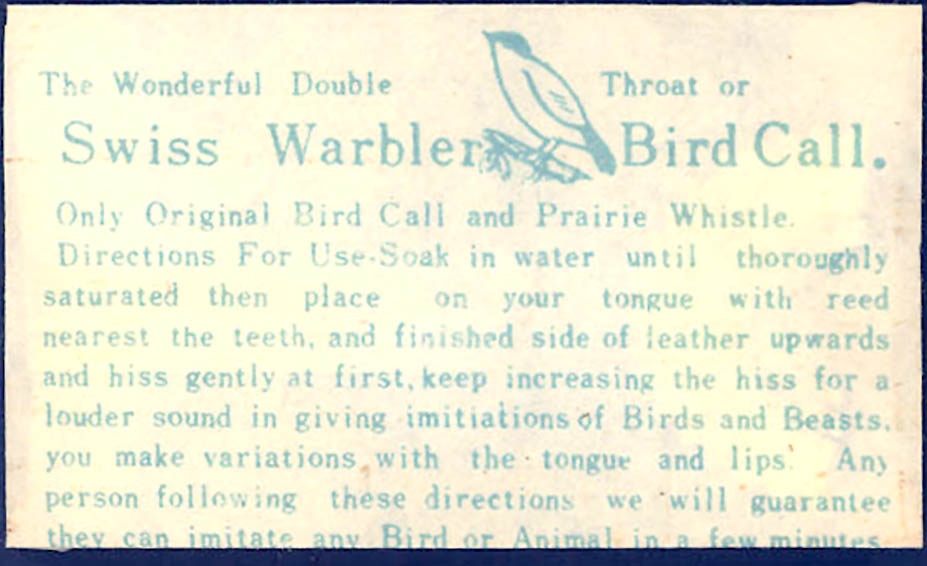 The Wonderful Double Throat or
Swiss Warbler Bird Call.
Only Original Bird Call and Prairie Whistle.
Directions For Use-Soak in water until thoroughly
saturated then place on your tongue with reed
nearest the teeth, and finished side of leather upwards
and hiss gently at first, keep increasing the hiss for a
louder sound in giving imitiations of Birds and Beasts,
you make variations with the tongue and lips. Any
person following these directions we will guarantee
they can imitate any Bird or Animal in a few minutes.